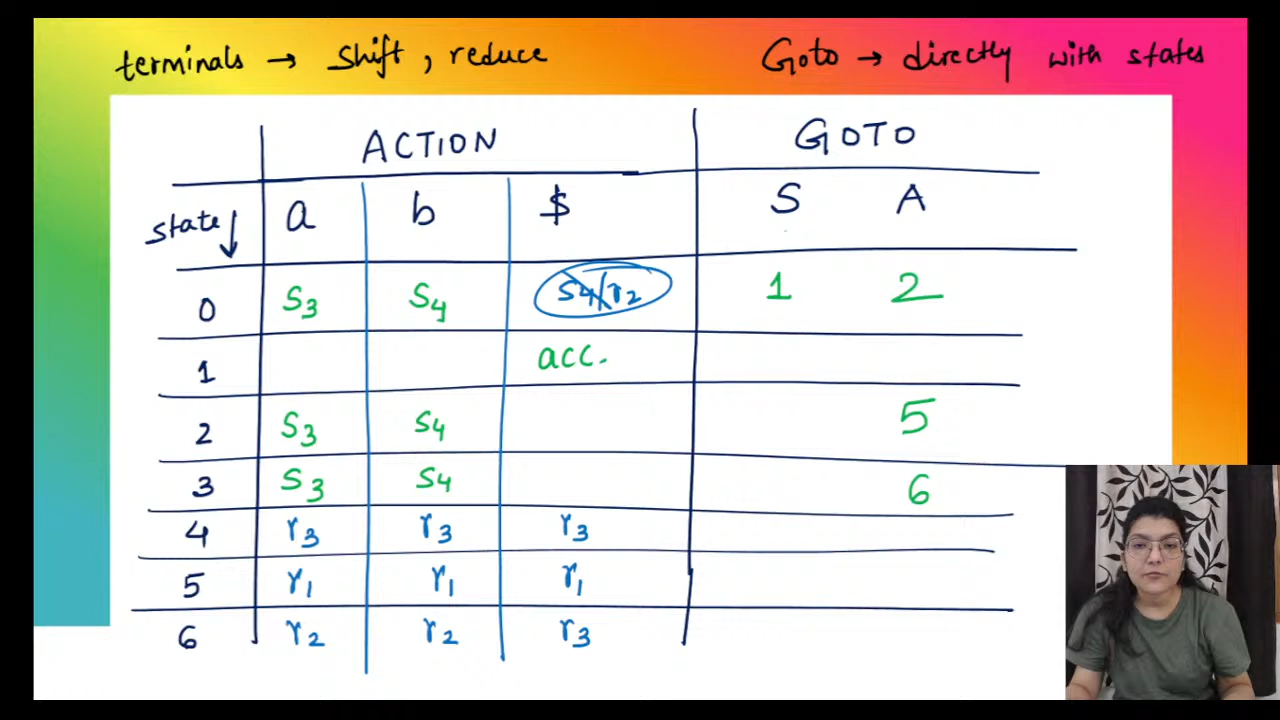 terminals → Shift, reduce
Goto → directly with states
ACTION GOTO
state↓ a b $ S A
0 S3 S4 S4/r2 1 2
1 acc.
2 S3 S4 5
3 S3 S4 6
4 r3 r3 r3
5 r1 r1 r1
6 r2 r2 r3